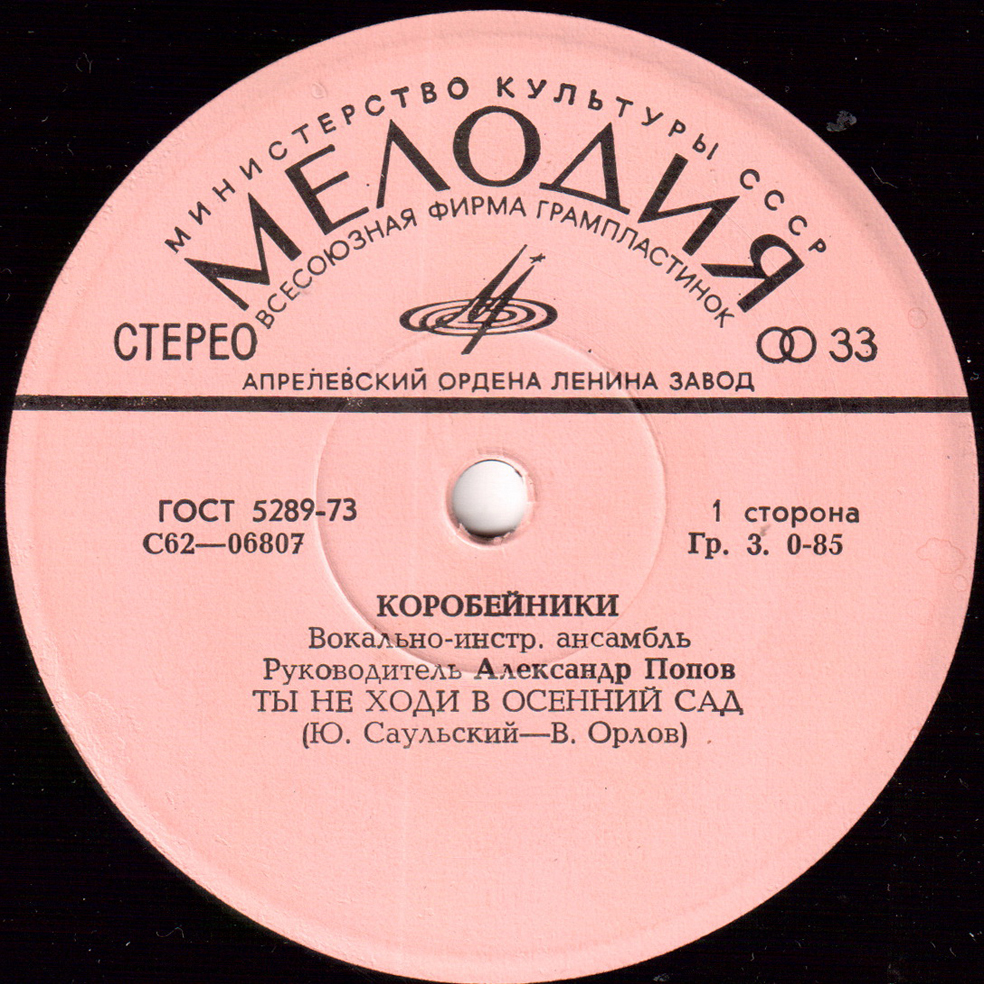 МИНИСТЕРСТВО КУЛЬТУРЫ СССР
МЕЛОДИЯ
ВСЕСОЮЗНАЯ ФИРМА ГРАМПЛАСТИНОК
СТЕРЕО
33
АПРЕЛЕВСКИЙ ОРДЕНА ЛЕНИНА ЗАВОД
ГОСТ 5289-73
1 сторона
С62—06807
Гр. 3. 0-85
КОРОБЕЙНИКИ
Вокально-инстр. ансамбль
Руководитель Александр Попов
ТЫ НЕ ХОДИ В ОСЕННИЙ САД
(Ю. Саульский—В. Орлов)